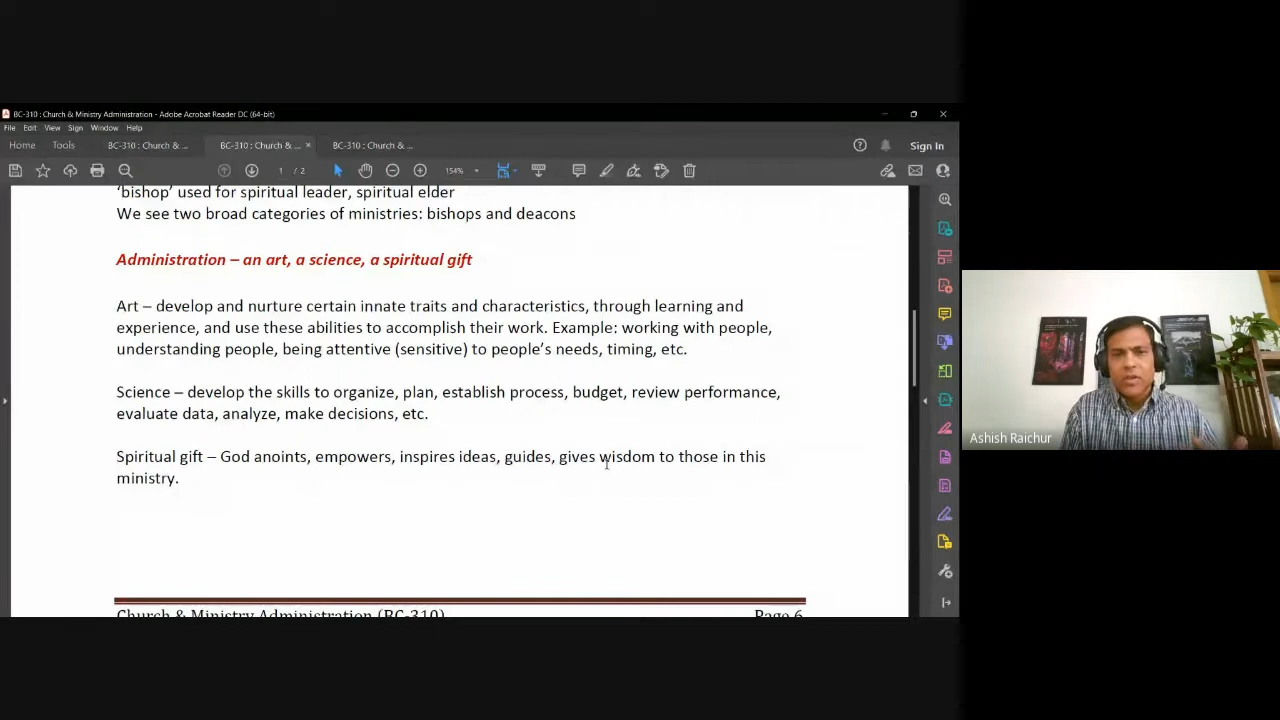 BC-310 : Church & Ministry Administration - Adobe Acrobat Reader DC (64-bit)
File Edit View Sign Window Help
Home Tools BC-310 : Church & ... BC-310 : Church & ... × BC-310 : Church & ... Sign In
1 / 2 154%
'bishop' used for spiritual leader, spiritual elder
We see two broad categories of ministries: bishops and deacons
Administration – an art, a science, a spiritual gift
Art – develop and nurture certain innate traits and characteristics, through learning and
experience, and use these abilities to accomplish their work. Example: working with people,
understanding people, being attentive (sensitive) to people's needs, timing, etc.
Science – develop the skills to organize, plan, establish process, budget, review performance,
evaluate data, analyze, make decisions, etc.
Spiritual gift – God anoints, empowers, inspires ideas, guides, gives wisdom to those in this
ministry.
Church & Ministry Administration (BC-310) Page 6
Ashish Raichur